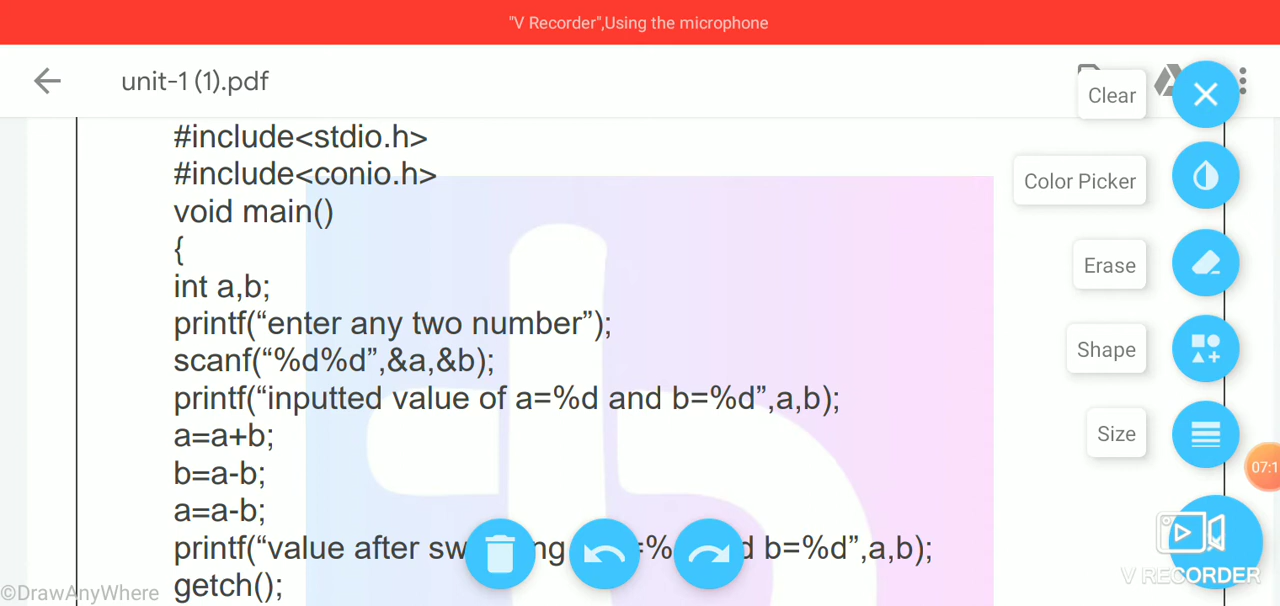 "V Recorder",Using the microphone
unit-1 (1).pdf
Clear
#include<stdio.h>
#include<conio.h>
Color Picker
void main()
{
Erase
int a,b;
printf(“enter any two number”);
Shape
scanf(“%d%d”,&a,&b);
printf(“inputted value of a=%d and b=%d”,a,b);
Size
a=a+b;
b=a-b;
07:1
a=a-b;
printf(“value after sw ng =% d b=%d”,a,b);
V RECORDER
getch();
©DrawAnyWhere